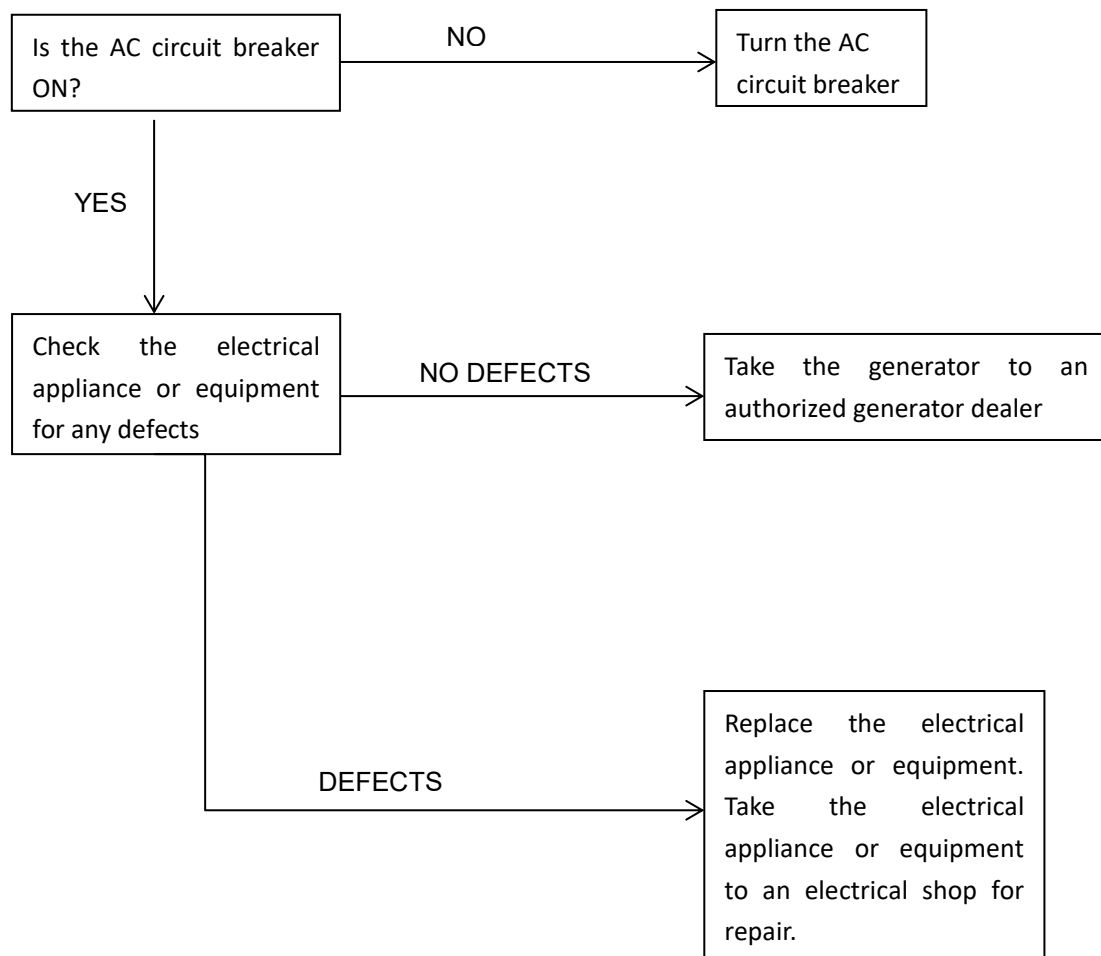 Is the AC circuit breaker
ON?
NO
Turn the AC
circuit breaker
YES
Check the electrical
appliance or equipment
for any defects
NO DEFECTS
Take the generator to an
authorized generator dealer
DEFECTS
Replace the electrical
appliance or equipment.
Take the electrical
appliance or equipment
to an electrical shop for
repair.